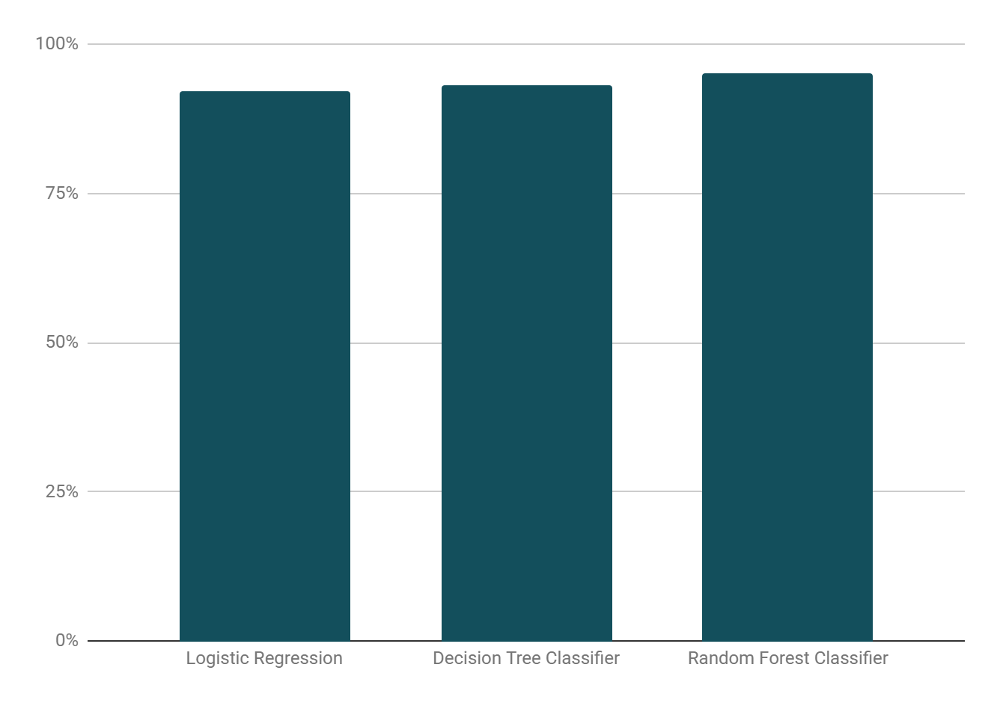 100%
75%
50%
25%
0%
Logistic Regression
Decision Tree Classifier
Random Forest Classifier